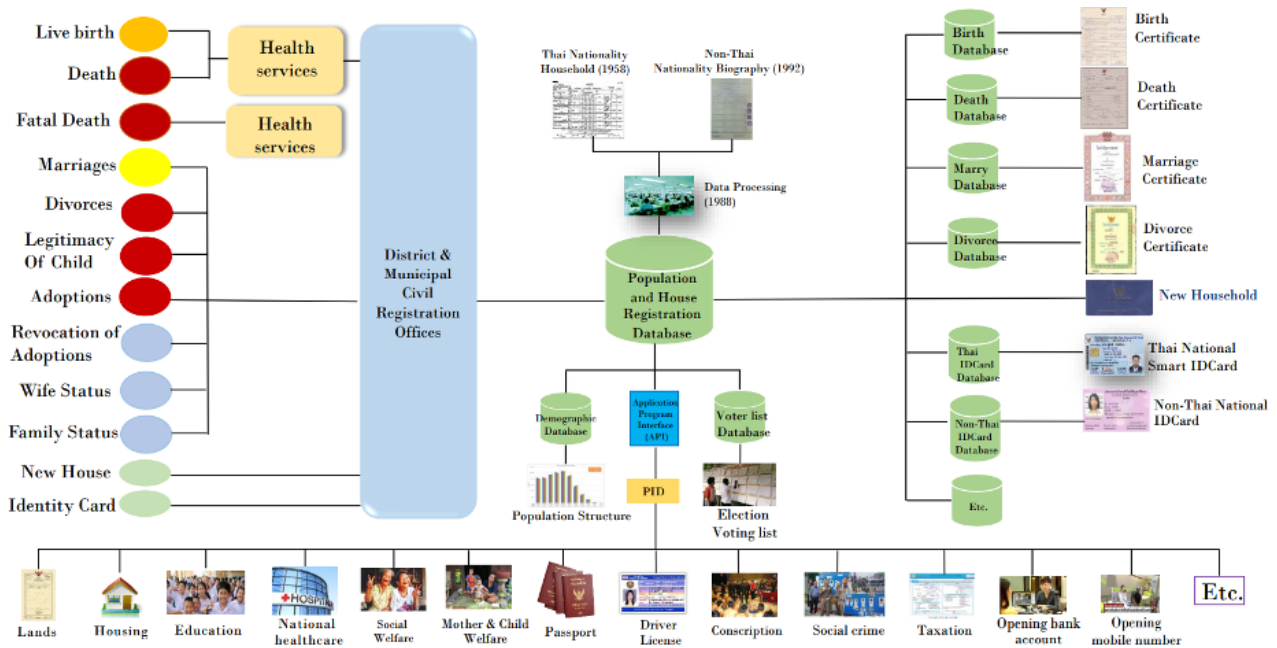 Live birth
Death
Fatal Death
Marriages
Divorces
Legitimacy
Of Child
Adoptions
Revocation of
Adoptions
Wife Status
Family Status
New House
Identity Card
Health
services
Health
services
District &
Municipal
Civil
Registration
Offices
Thai Nationality
Household (1958)
Non-Thai
Nationality Biography (1992)
Data Processing
(1988)
Population
and House
Registration
Database
Demographic
Database
Application
Program
Interface
(API)
Voter list
Database
Population Structure
PID
Election
Voting list
Birth
Database
Birth
Certificate
Death
Database
Death
Certificate
Marry
Database
Marriage
Certificate
Divorce
Database
Divorce
Certificate
New Household
Thai
IDCard
Database
Thai National
Smart IDCard
Non-Thai
IDCard
Database
Non-Thai National
IDCard
Etc.
Lands
Housing
Education
HOSPITA
National
healthcare
Social
Welfare
Mother & Child
Welfare
Passport
Driver
License
Conscription
Social crime
Taxation
Opening bank
account
Opening
mobile number
Etc.